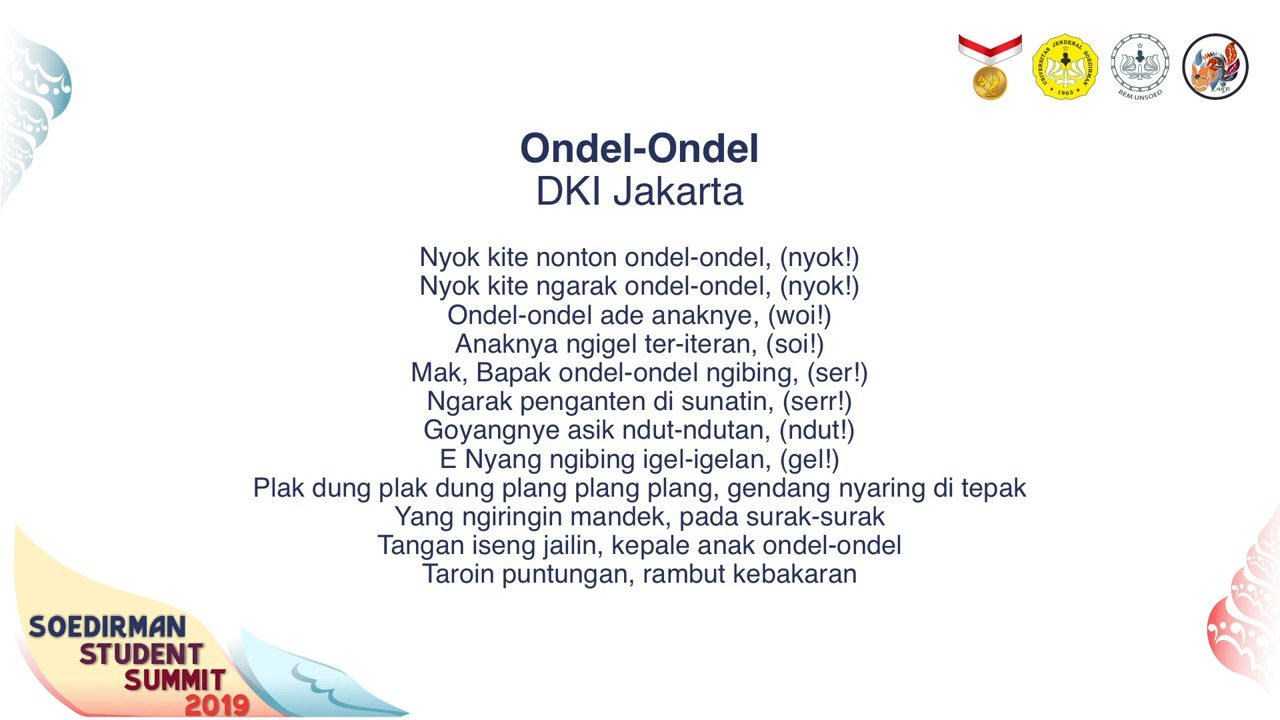 UNIVERSITAS JENDERAL SOEDIRMAN
1963
BEM UNSOED
Ondel-Ondel
DKI Jakarta
Nyok kite nonton ondel-ondel, (nyok!)
Nyok kite ngarak ondel-ondel, (nyok!)
Ondel-ondel ade anaknye, (woi!)
Anaknya ngigel ter-iteran, (soi!)
Mak, Bapak ondel-ondel ngibing, (ser!)
Ngarak penganten di sunatin, (serr!)
Goyangnye asik ndut-ndutan, (ndut!)
E Nyang ngibing igel-igelan, (gel!)
Plak dung plak dung plang plang plang, gendang nyaring di tepak
Yang ngiringin mandek, pada surak-surak
Tangan iseng jailin, kepale anak ondel-ondel
Taroin puntungan, rambut kebakaran
SOEDIRMAN
STUDENT
SUMMIT
2019